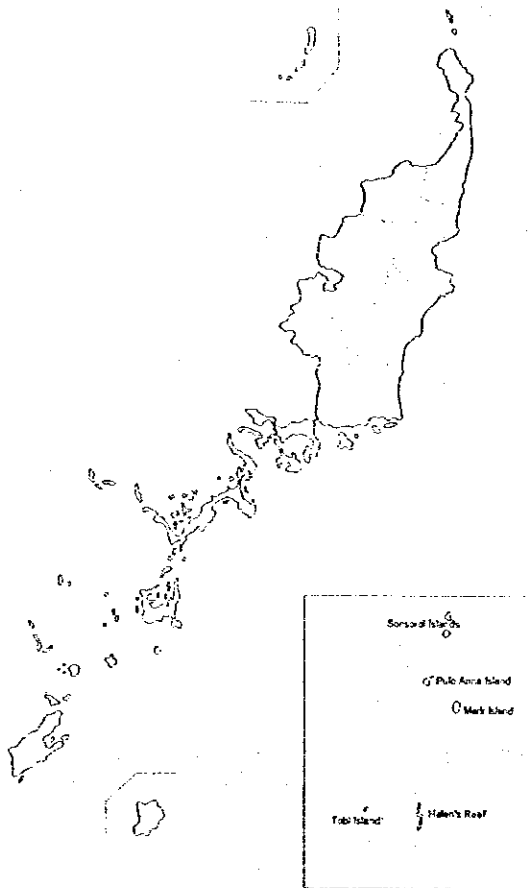 Sonsorol Islands
Pulo Anna Island
Merir Island
Tobi Island
Helen's Reef